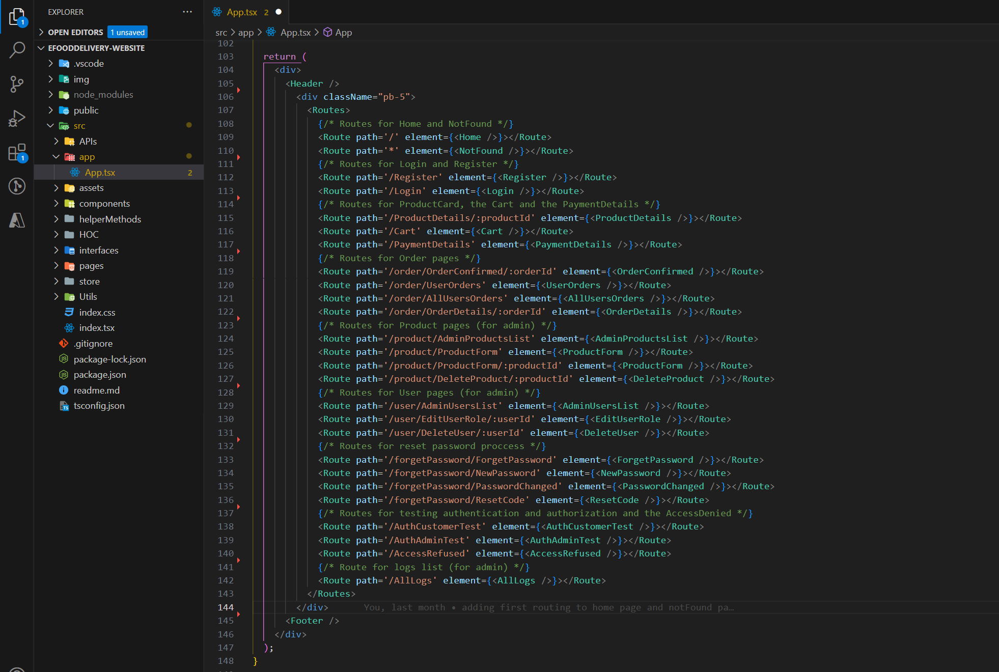 EXPLORER
OPEN EDITORS 1 unsaved
EFOODDELIVERY-WEBSITE
.vscode
img
node_modules
public
src
APIs
app
App.tsx 2
assets
components
helperMethods
HOC
interfaces
pages
store
Utils
index.css
index.tsx
.gitignore
package-lock.json
package.json
readme.md
tsconfig.json
1
1
App.tsx 2
src > app > App.tsx > App
102
103 return (
104 <div>
105 <Header />
106 <div className="pb-5">
107 <Routes>
108 {/* Routes for Home and NotFound */}
109 <Route path='/' element={<Home />}></Route>
110 <Route path='*' element={<NotFound />}></Route>
111 {/* Routes for Login and Register */}
112 <Route path='/Register' element={<Register />}></Route>
113 <Route path='/Login' element={<Login />}></Route>
114 {/* Routes for ProductCard, the Cart and the PaymentDetails */}
115 <Route path='/ProductDetails/:productId' element={<ProductDetails />}></Route>
116 <Route path='/Cart' element={<Cart />}></Route>
117 <Route path='/PaymentDetails' element={<PaymentDetails />}></Route>
118 {/* Routes for Order pages */}
119 <Route path='/order/OrderConfirmed/:orderId' element={<OrderConfirmed />}></Route>
120 <Route path='/order/UserOrders' element={<UserOrders />}></Route>
121 <Route path='/order/AllUsersOrders' element={<AllUsersOrders />}></Route>
122 <Route path='/order/OrderDetails/:orderId' element={<OrderDetails />}></Route>
123 {/* Routes for Product pages (for admin) */}
124 <Route path='/product/AdminProductsList' element={<AdminProductsList />}></Route>
125 <Route path='/product/ProductForm' element={<ProductForm />}></Route>
126 <Route path='/product/ProductForm/:productId' element={<ProductForm />}></Route>
127 <Route path='/product/DeleteProduct/:productId' element={<DeleteProduct />}></Route>
128 {/* Routes for User pages (for admin) */}
129 <Route path='/user/AdminUsersList' element={<AdminUsersList />}></Route>
130 <Route path='/user/EditUserRole/:userId' element={<EditUserRole />}></Route>
131 <Route path='/user/DeleteUser/:userId' element={<DeleteUser />}></Route>
132 {/* Routes for reset password proccess */}
133 <Route path='/forgetPassword/ForgetPassword' element={<ForgetPassword />}></Route>
134 <Route path='/forgetPassword/NewPassword' element={<NewPassword />}></Route>
135 <Route path='/forgetPassword/PasswordChanged' element={<PasswordChanged />}></Route>
136 <Route path='/forgetPassword/ResetCode' element={<ResetCode />}></Route>
137 {/* Routes for testing authentication and authorization and the AccessDenied */}
138 <Route path='/AuthCustomerTest' element={<AuthCustomerTest />}></Route>
139 <Route path='/AuthAdminTest' element={<AuthAdminTest />}></Route>
140 <Route path='/AccessRefused' element={<AccessRefused />}></Route>
141 {/* Route for logs list (for admin) */}
142 <Route path='/AllLogs' element={<AllLogs />}></Route>
143 </Routes>
144 </div> You, last month • adding first routing to home page and notFound pa…
145 <Footer />
146 </div>
147 );
148 }